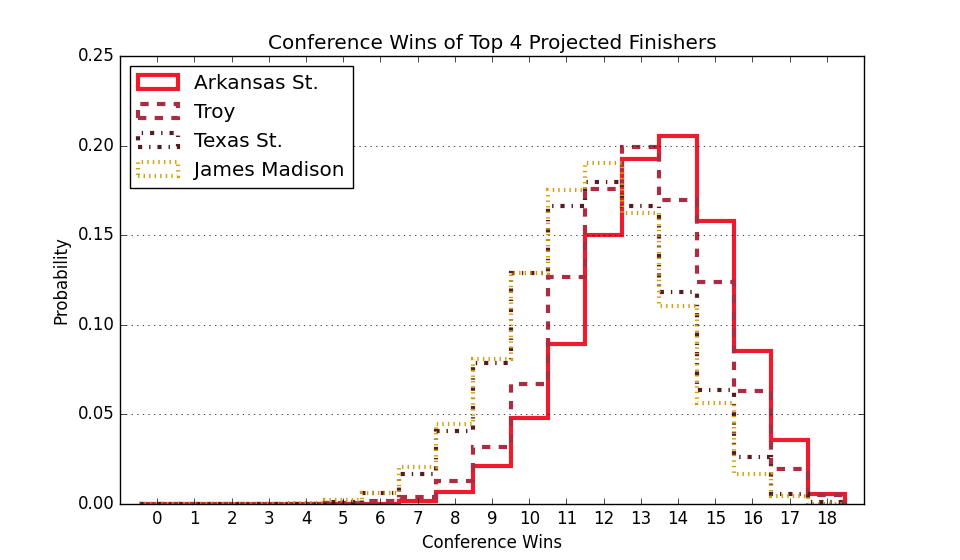 Conference Wins of Top 4 Projected Finishers
0.25
Arkansas St.
Troy
Texas St.
James Madison
0.20
0.15
0.10
0.05
0.00
Probability
0 1 2 3 4 5 6 7 8 9 10 11 12 13 14 15 16 17 18
Conference Wins